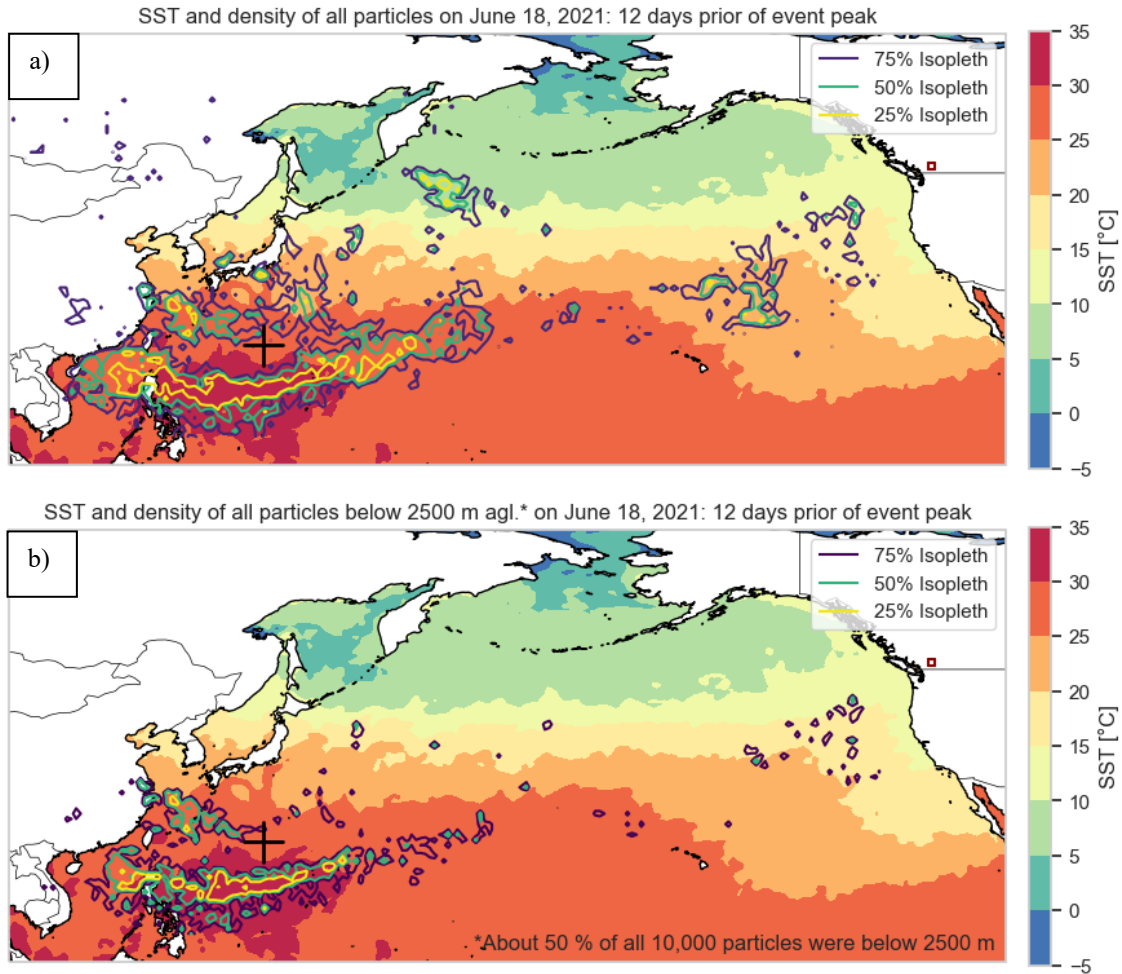 SST and density of all particles on June 18, 2021: 12 days prior of event peak
a)
75% Isopleth
50% Isopleth
25% Isopleth
35
30
25
20
15
10
5
0
−5
SST [°C]
SST and density of all particles below 2500 m agl.* on June 18, 2021: 12 days prior of event peak
b)
75% Isopleth
50% Isopleth
25% Isopleth
*About 50 % of all 10,000 particles were below 2500 m
35
30
25
20
15
10
5
0
−5
SST [°C]